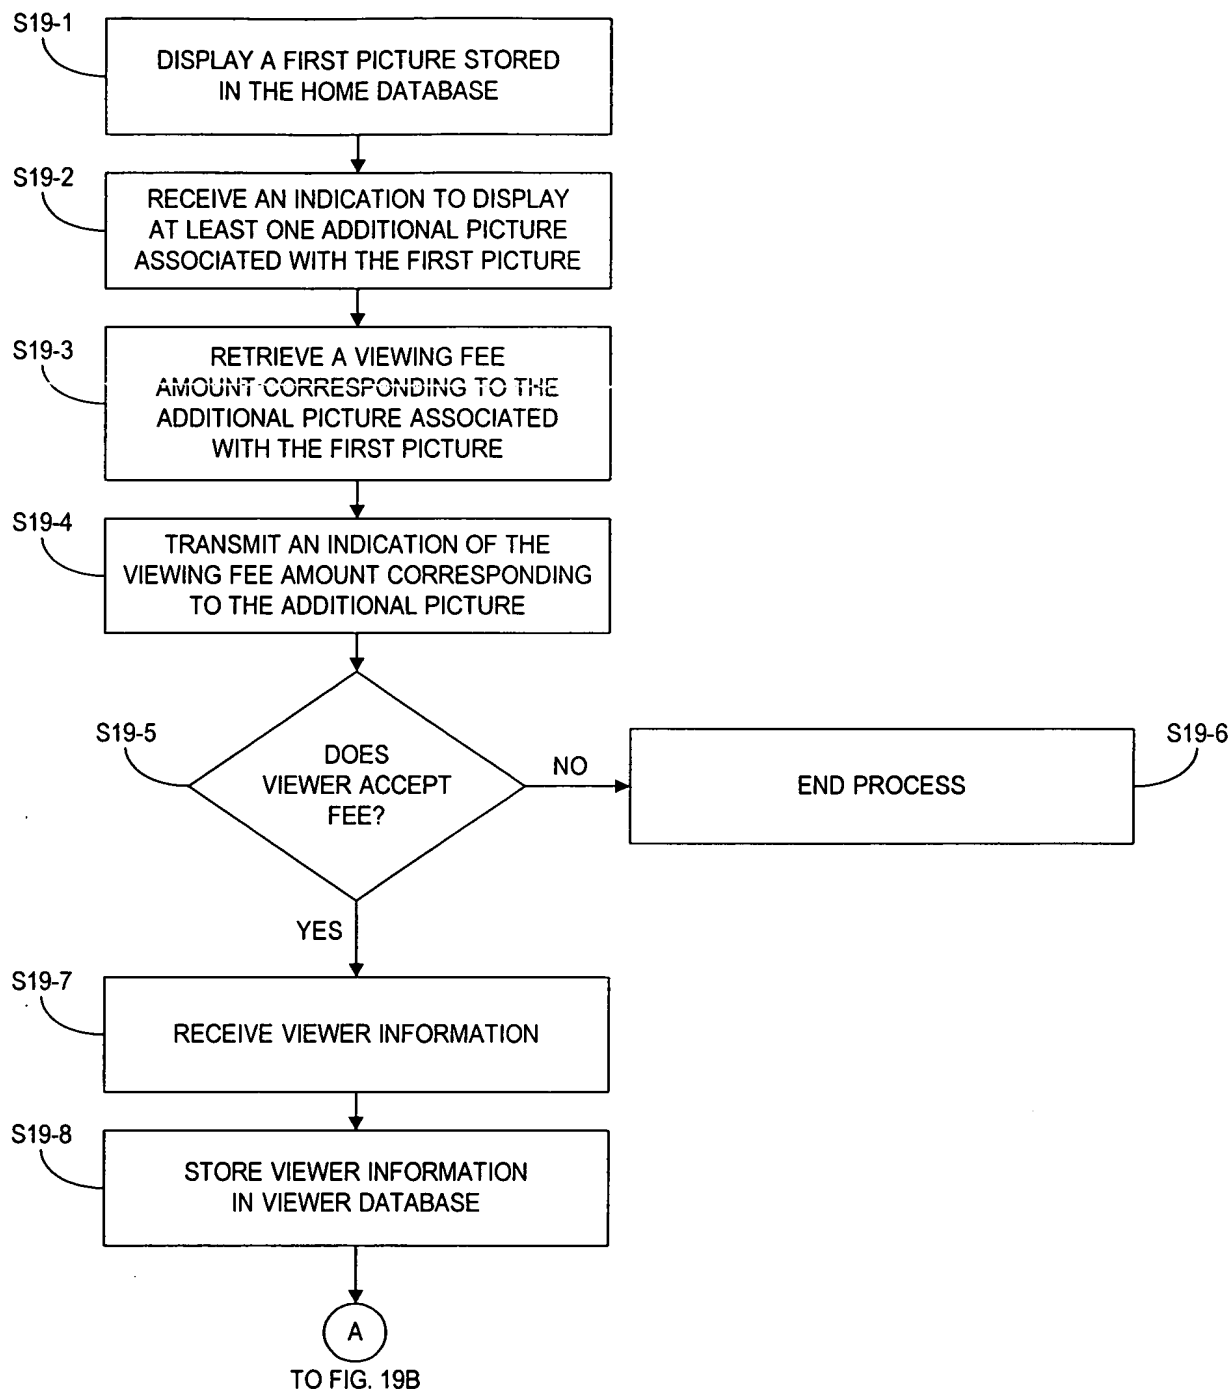 S19-1
DISPLAY A FIRST PICTURE STORED
IN THE HOME DATABASE
S19-2
RECEIVE AN INDICATION TO DISPLAY
AT LEAST ONE ADDITIONAL PICTURE
ASSOCIATED WITH THE FIRST PICTURE
S19-3
RETRIEVE A VIEWING FEE
AMOUNT CORRESPONDING TO THE
ADDITIONAL PICTURE ASSOCIATED
WITH THE FIRST PICTURE
S19-4
TRANSMIT AN INDICATION OF THE
VIEWING FEE AMOUNT CORRESPONDING
TO THE ADDITIONAL PICTURE
S19-5
DOES
VIEWER ACCEPT
FEE?
NO
S19-6
END PROCESS
YES
S19-7
RECEIVE VIEWER INFORMATION
S19-8
STORE VIEWER INFORMATION
IN VIEWER DATABASE
A
TO FIG. 19B